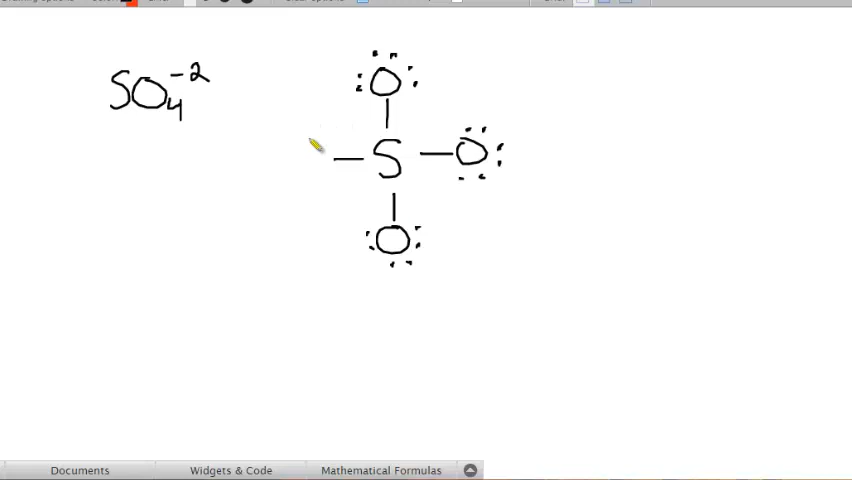 SO₄⁻²
O
S O
O
Documents Widgets & Code Mathematical Formulas